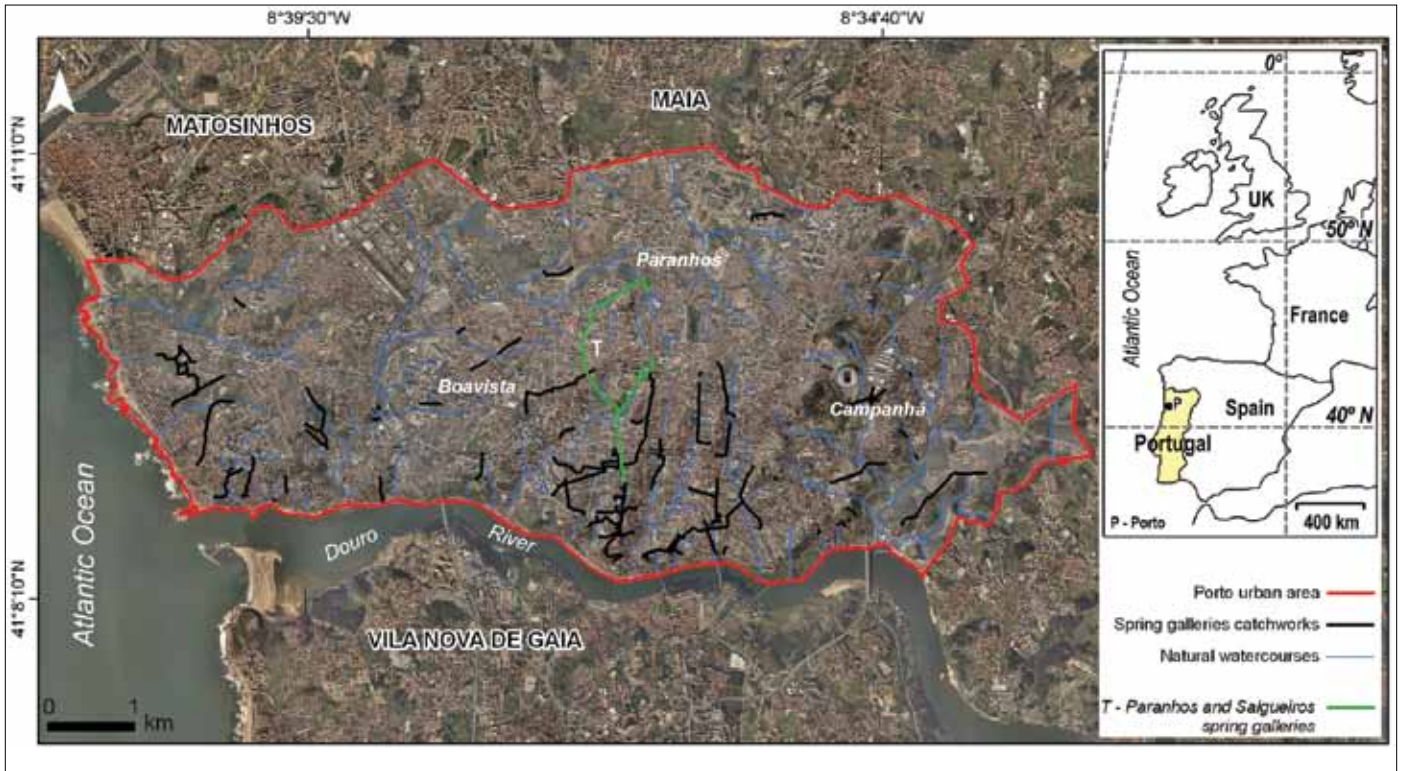 8°39'30"W
8°34'40"W
41°11'0"N
41°8'10"N
MATOSINHOS
MAIA
Paranhos
T
Boavista
Campanhã
Atlantic Ocean
Douro
River
VILA NOVA DE GAIA
0 1
km
0°
UK
50° N
Atlantic Ocean
France
P
Spain
40° N
Portugal
P - Porto
400 km
Porto urban area
Spring galleries catchworks
Natural watercourses
T - Paranhos and Salgueiros
spring galleries